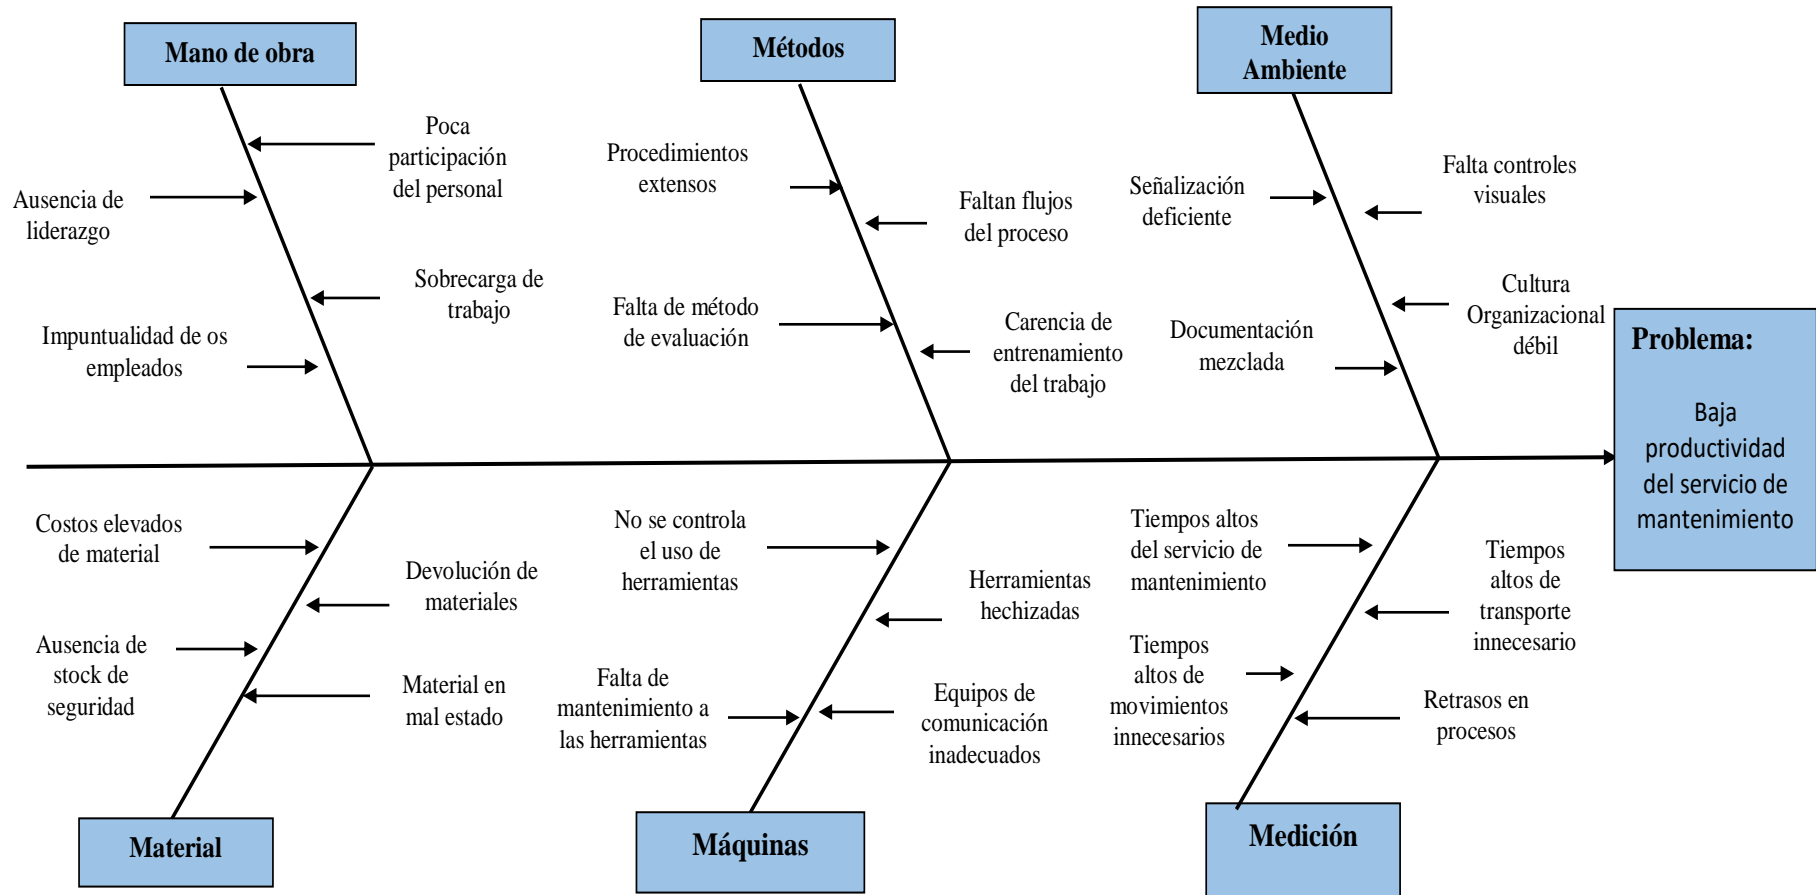 Mano de obra
Métodos
Medio
Ambiente
Poca
participación
del personal
Ausencia de
liderazgo
Sobrecarga de
trabajo
Impuntualidad de os
empleados
Procedimientos
extensos
Faltan flujos
del proceso
Falta de método
de evaluación
Carencia de
entrenamiento
del trabajo
Señalización
deficiente
Falta controles
visuales
Cultura
Organizacional
débil
Documentación
mezclada
Problema:
Baja
productividad
del servicio de
mantenimiento
Costos elevados
de material
Devolución de
materiales
Ausencia de
stock de
seguridad
Material en
mal estado
No se controla
el uso de
herramientas
Herramientas
hechizadas
Falta de
mantenimiento a
las herramientas
Equipos de
comunicación
inadecuados
Tiempos altos
del servicio de
mantenimiento
Tiempos
altos de
transporte
innecesario
Tiempos
altos de
movimientos
innecesarios
Retrasos en
procesos
Material
Máquinas
Medición